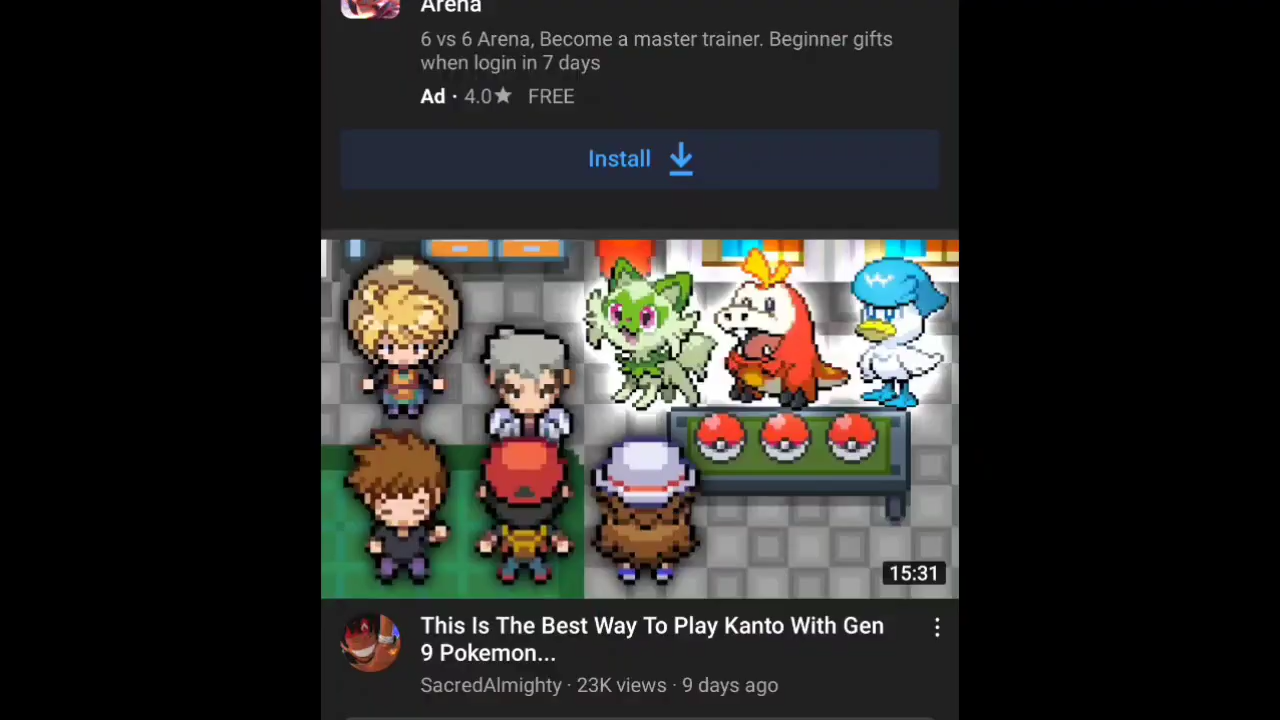 Arena
6 vs 6 Arena, Become a master trainer. Beginner gifts
when login in 7 days
Ad · 4.0★ FREE
Install
15:31
This Is The Best Way To Play Kanto With Gen
9 Pokemon...
SacredAlmighty · 23K views · 9 days ago